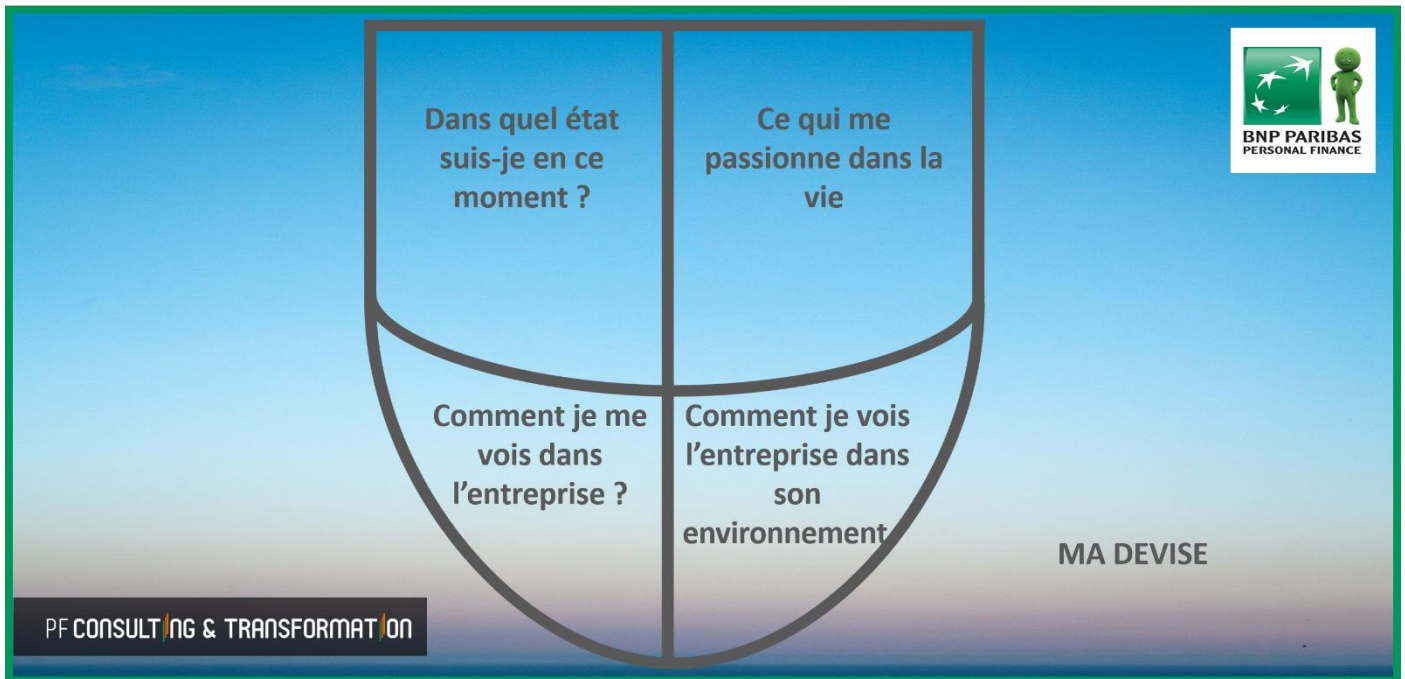 Dans quel état
suis-je en ce
moment ?
Ce qui me
passionne dans la
vie
BNP PARIBAS
PERSONAL FINANCE
Comment je me
vois dans
l'entreprise ?
Comment je vois
l'entreprise dans
son
environnement
MA DEVISE
PF CONSULTING & TRANSFORMATION